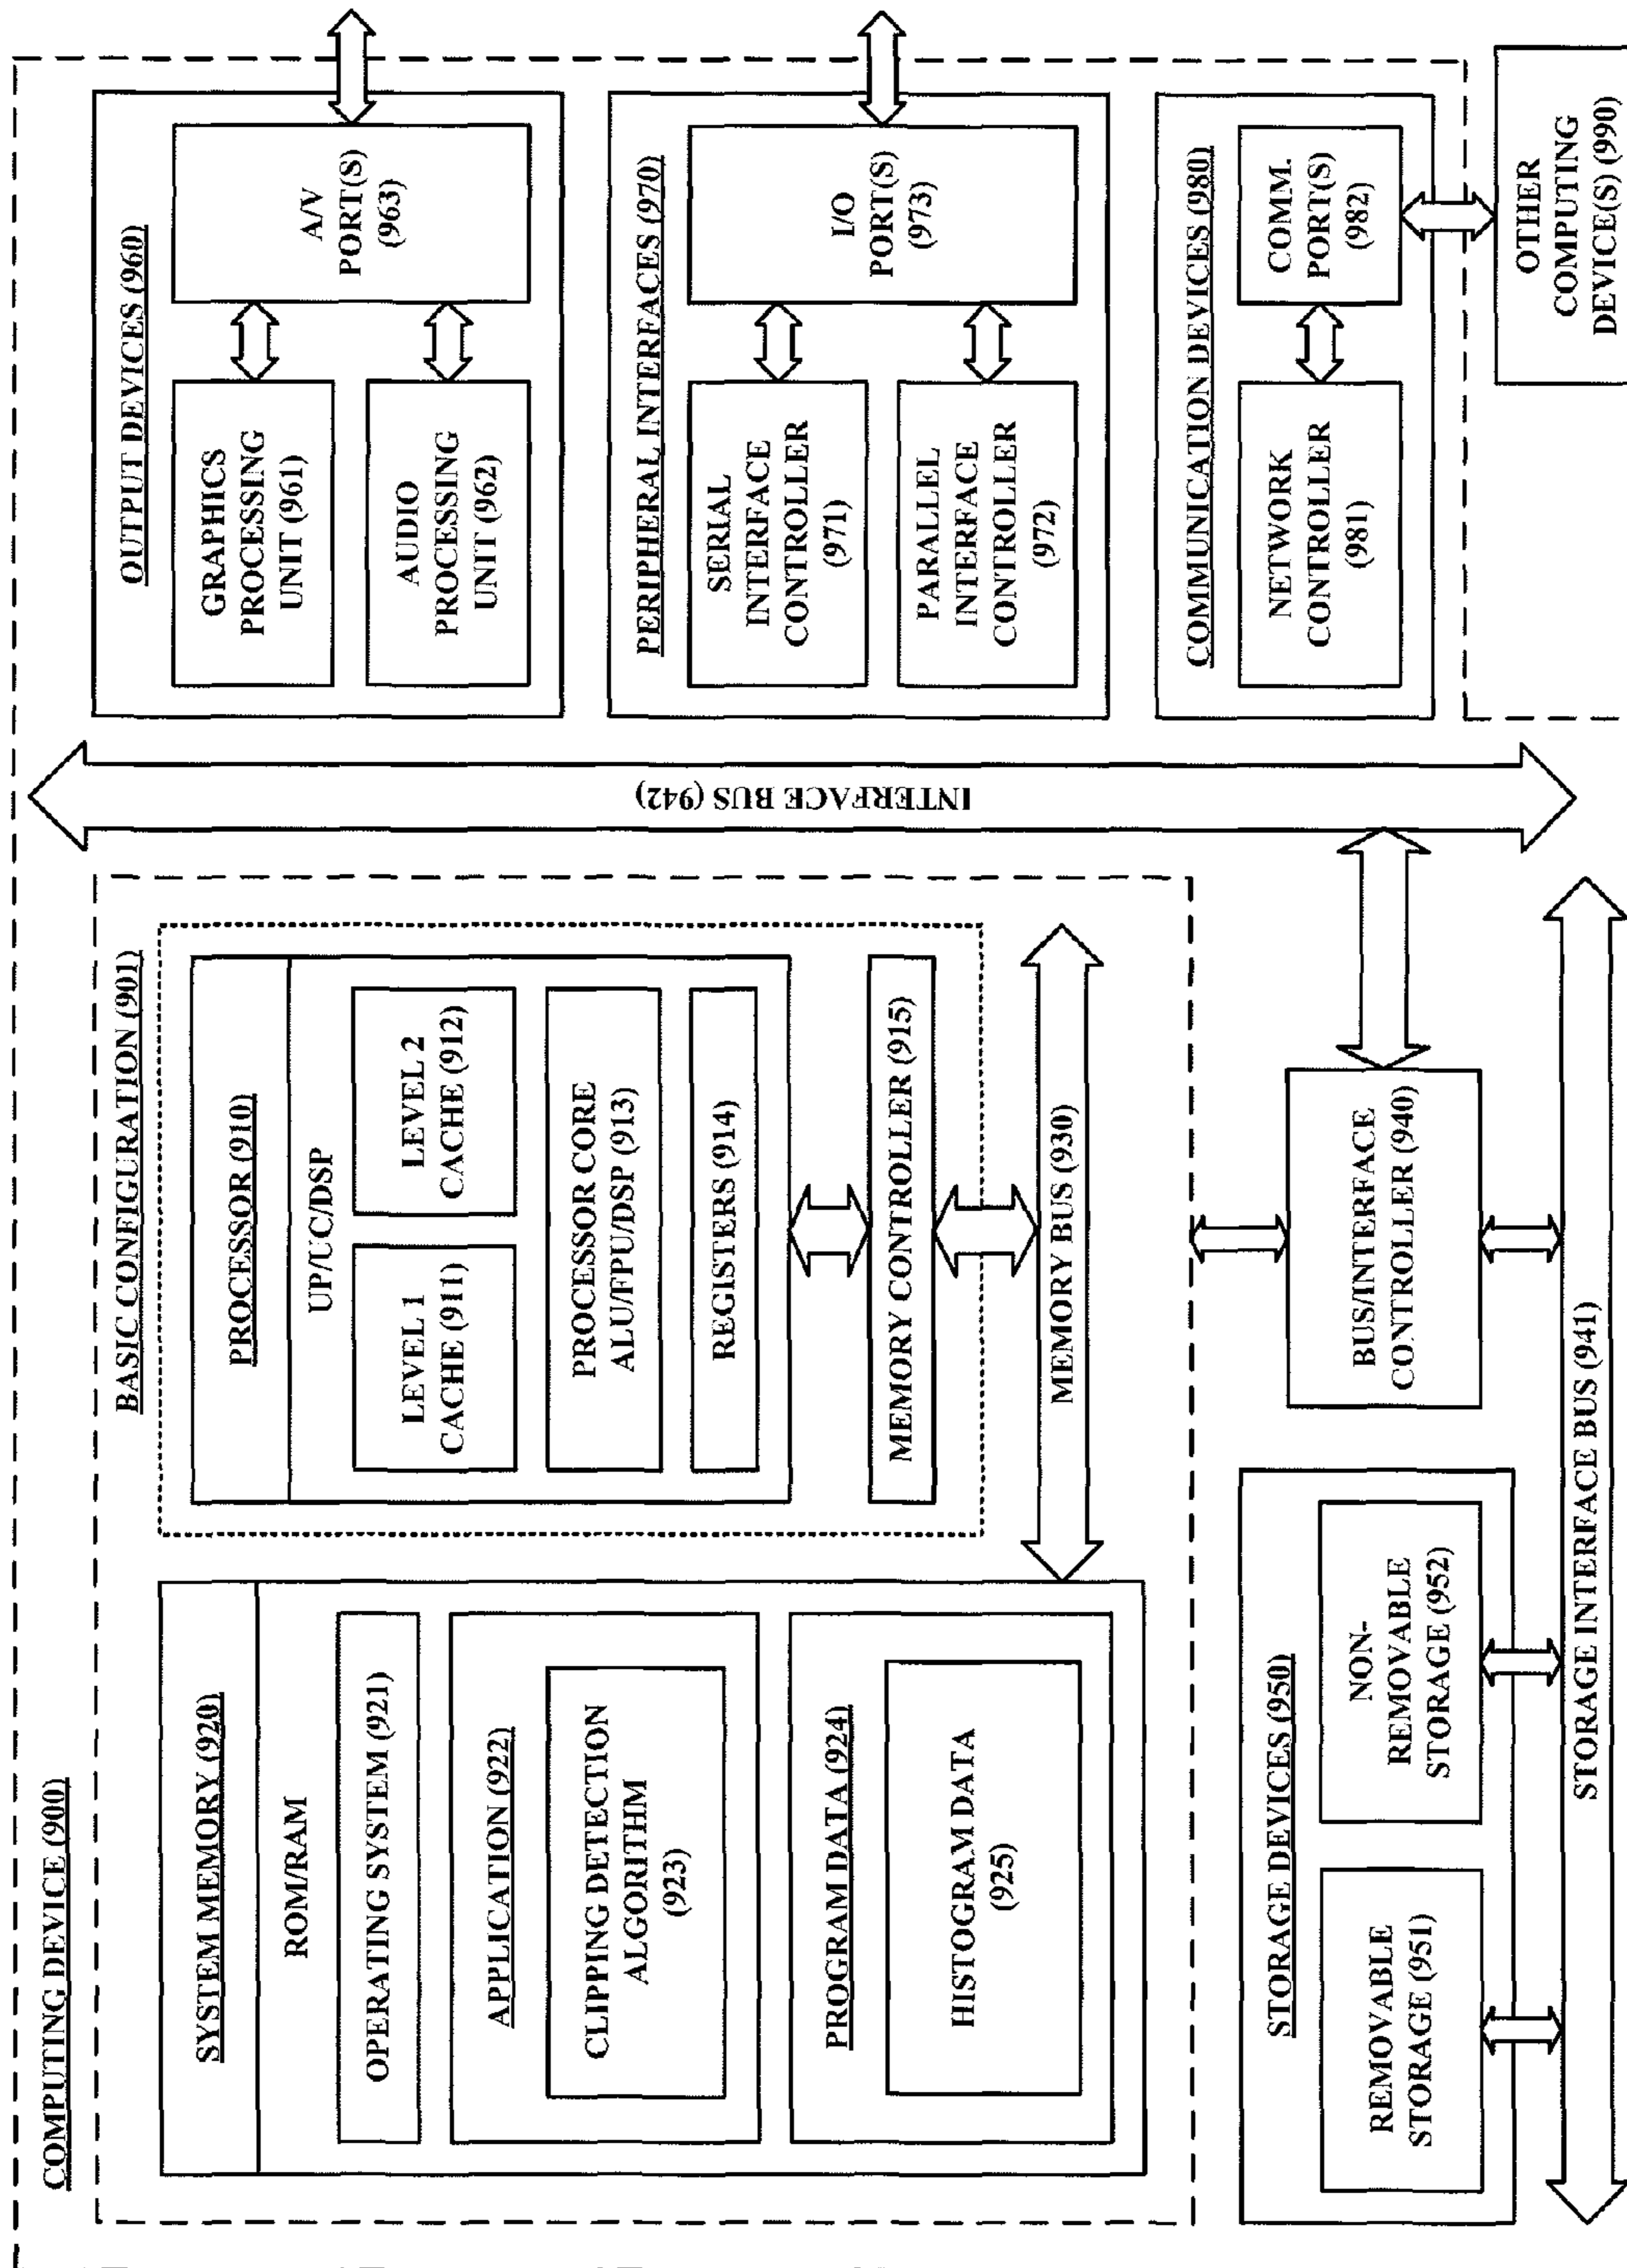 COMPUTING DEVICE (900)
BASIC CONFIGURATION (901)
SYSTEM MEMORY (920)
ROM/RAM
OPERATING SYSTEM (921)
APPLICATION (922)
CLIPPING DETECTION
ALGORITHM
(923)
PROGRAM DATA (924)
HISTOGRAM DATA
(925)
PROCESSOR (910)
UP/UC/DSP
LEVEL 1
CACHE (911)
LEVEL 2
CACHE (912)
PROCESSOR CORE
ALU/FPU/DSP (913)
REGISTERS (914)
MEMORY CONTROLLER (915)
MEMORY BUS (930)
BUS/INTERFACE
CONTROLLER (940)
STORAGE DEVICES (950)
REMOVABLE
STORAGE (951)
NON-
REMOVABLE
STORAGE (952)
STORAGE INTERFACE BUS (941)
INTERFACE BUS (942)
OUTPUT DEVICES (960)
GRAPHICS
PROCESSING
UNIT (961)
AUDIO
PROCESSING
UNIT (962)
A/V
PORT(S)
(963)
PERIPHERAL INTERFACES (970)
SERIAL
INTERFACE
CONTROLLER
(971)
PARALLEL
INTERFACE
CONTROLLER
(972)
I/O
PORT(S)
(973)
COMMUNICATION DEVICES (980)
NETWORK
CONTROLLER
(981)
COMM.
PORT(S)
(982)
OTHER
COMPUTING
DEVICE(S) (990)